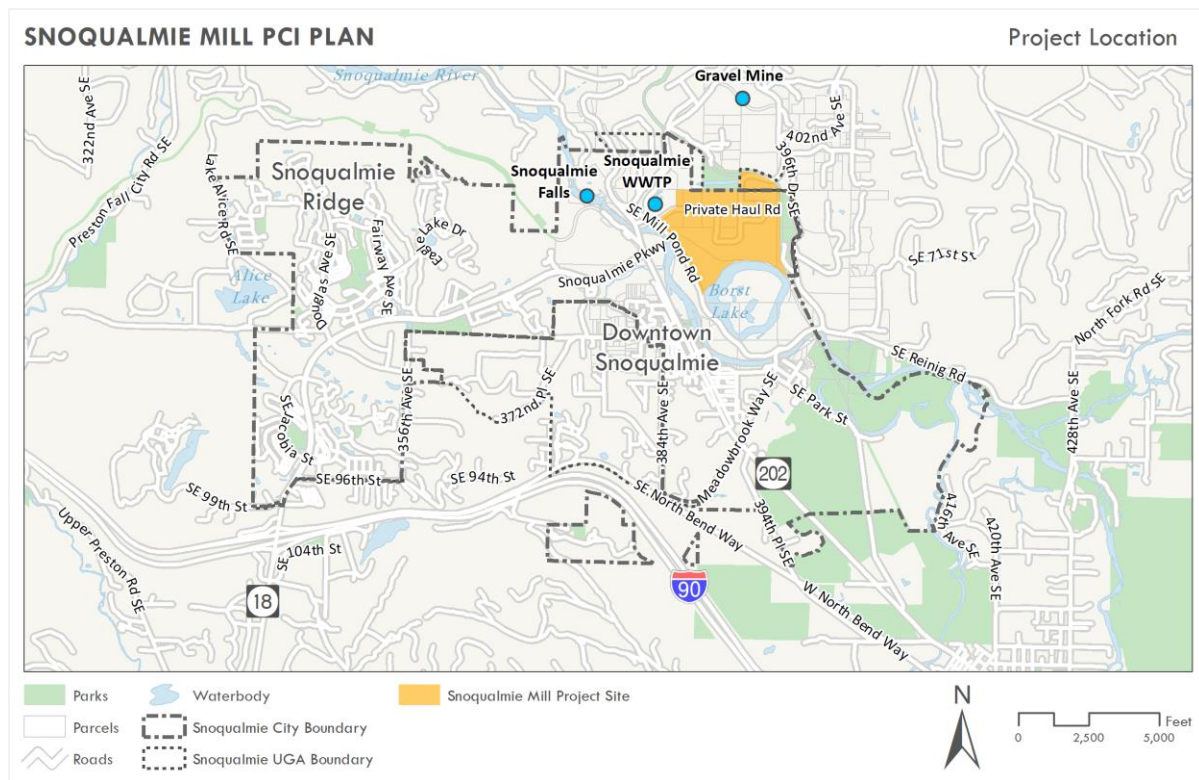 SNOQUALMIE MILL PCI PLAN
Project Location
Snoqualmie River
Gravel Mine
322nd Ave SE
Preston Fall City Rd SE
402nd Ave SE
396th Dr SE
Lake Alice Rd SE
Snoqualmie
Ridge
Snoqualmie
Falls
Snoqualmie
WWTP
Private Haul Rd
SE Mill Pond Rd
Fairway Ave SE
Douglas Ave SE
Lake Dr
Snoqualmie Pkwy
SE 71st St
Alice
Lake
Borst
Lake
North Fork Rd SE
Downtown
Snoqualmie
SE Reinig Rd
356th Ave SE
372nd Pl SE
384th Ave SE
Meadowbrook Way SE
SE Park St
428th Ave SE
SE Jacobia St
SE 96th St
SE 94th St
SE 99th St
202
SE North Bend Way
394th Pl SE
416th Ave SE
420th Ave SE
Upper Preston Rd SE
SE 104th St
18
90
W North Bend Way
Parks
Waterbody
Snoqualmie Mill Project Site
Parcels
Snoqualmie City Boundary
Roads
Snoqualmie UGA Boundary
N
Feet
0 2,500 5,000